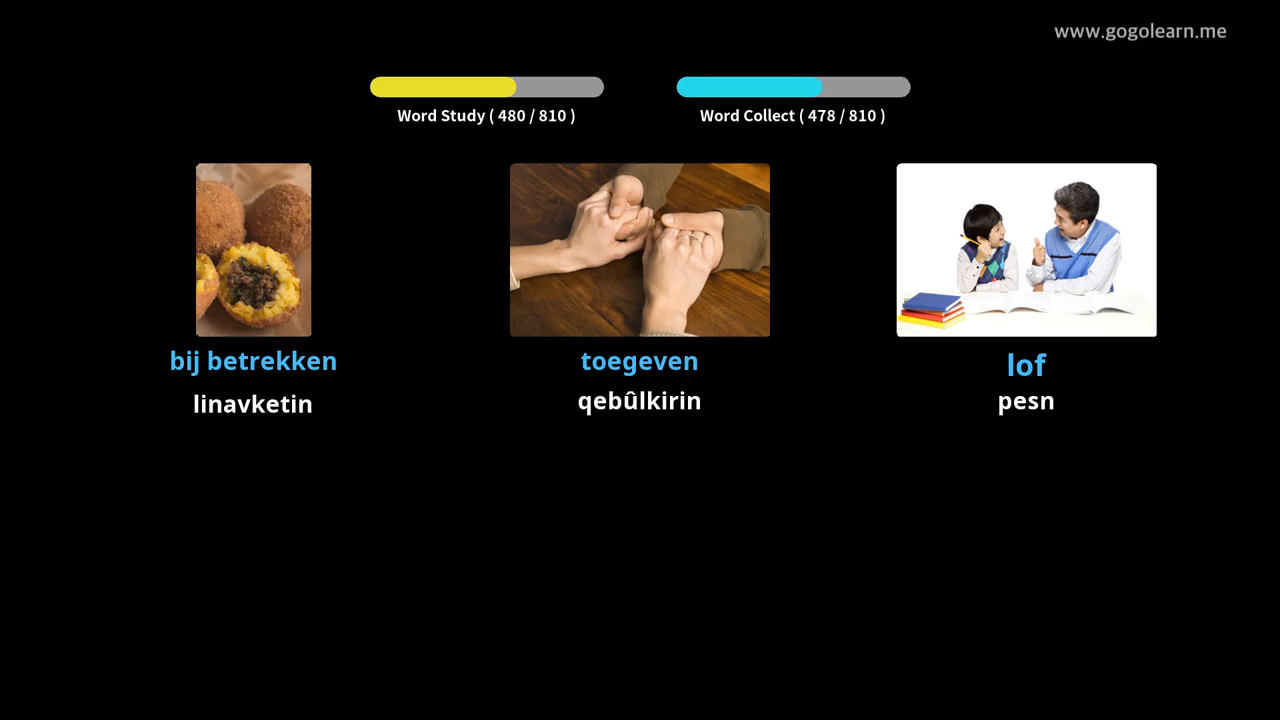 www.gogolearn.me
Word Study ( 480 / 810 )
Word Collect ( 478 / 810 )
bij betrekken
toegeven
lof
linavketin
qebûlkirin
pesn